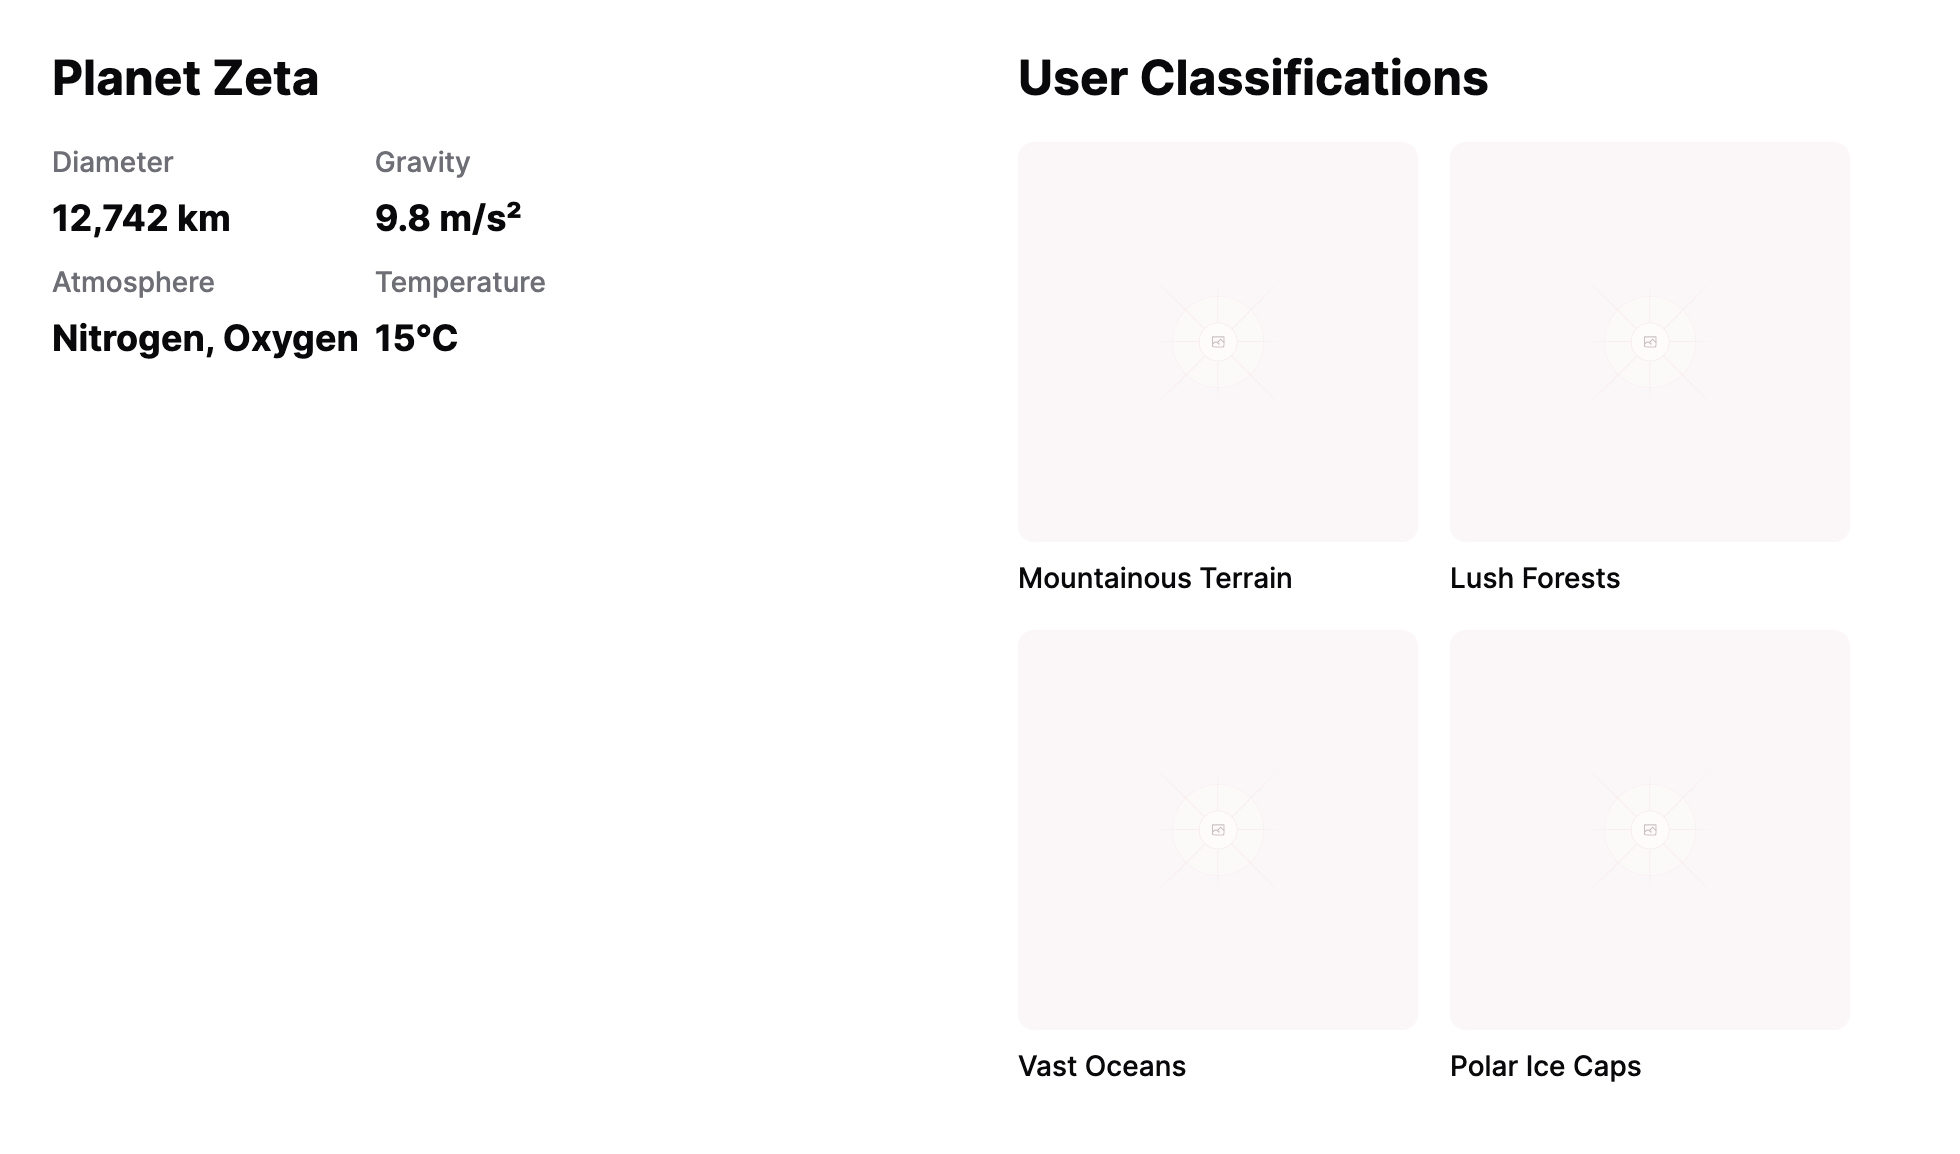 Planet Zeta
Diameter
Gravity
12,742 km
9.8 m/s²
Atmosphere
Temperature
Nitrogen, Oxygen
15°C
User Classifications
Mountainous Terrain
Lush Forests
Vast Oceans
Polar Ice Caps